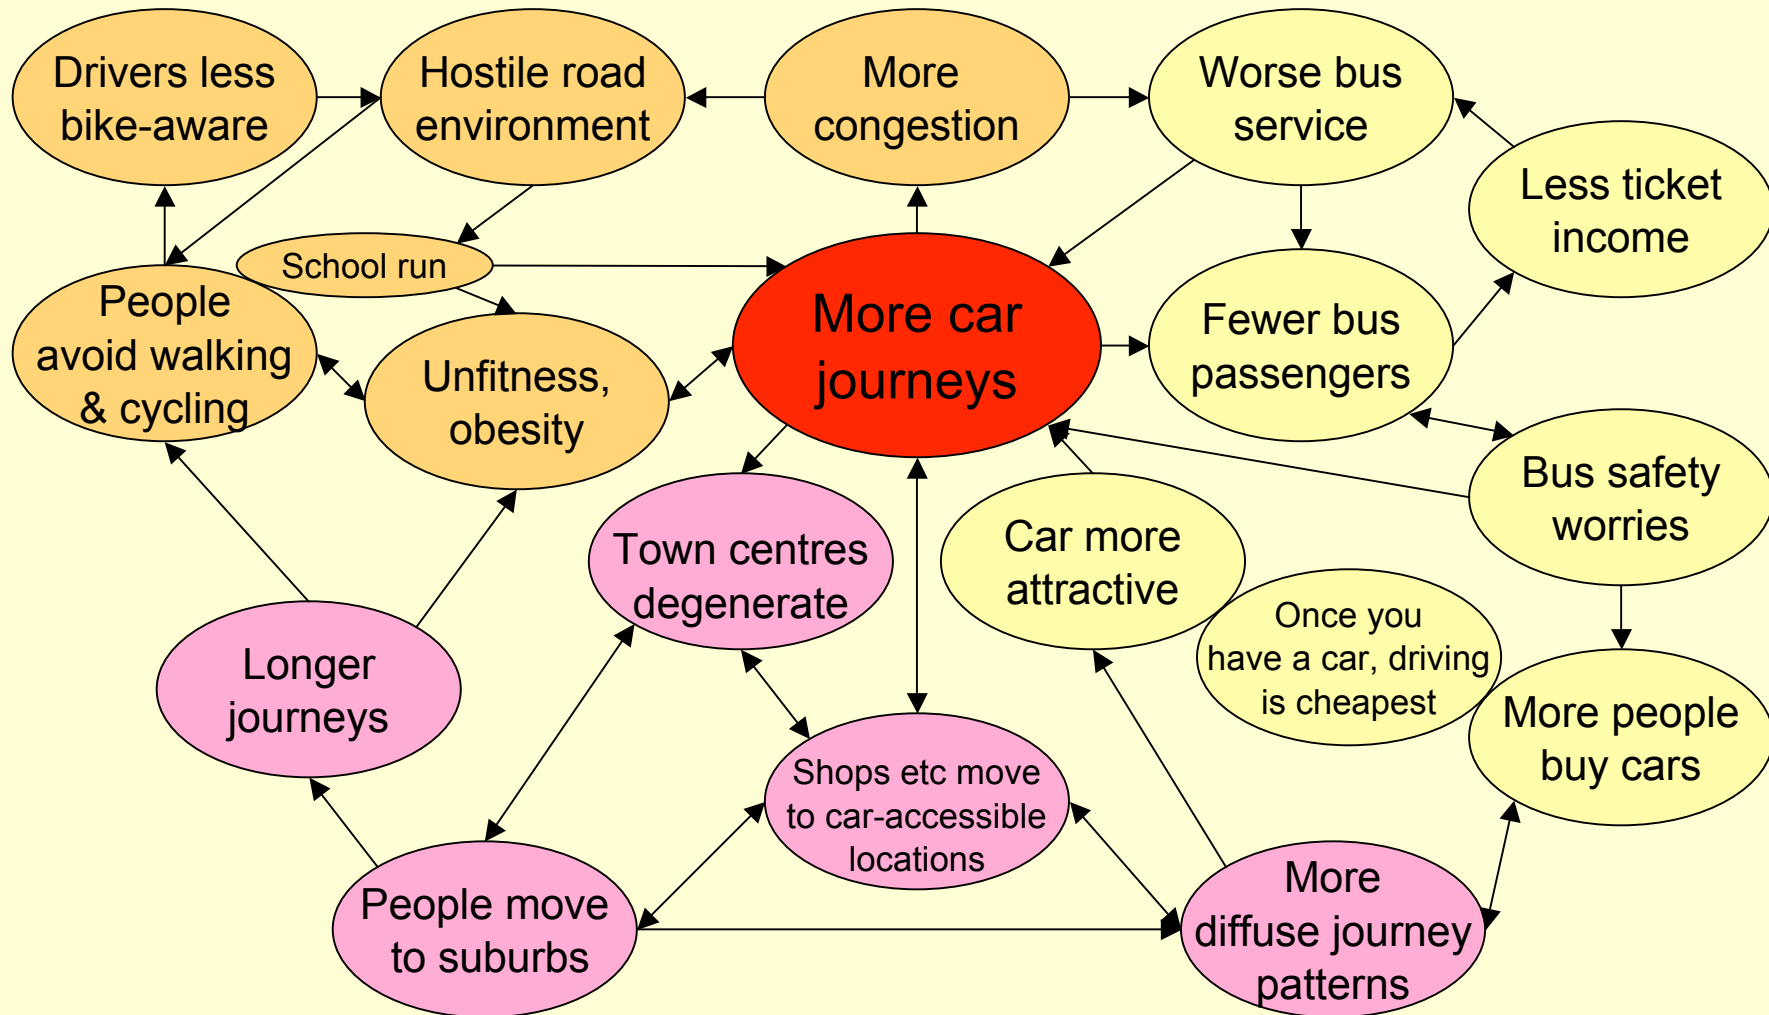 Drivers less
bike-aware
Hostile road
environment
More
congestion
Worse bus
service
Less ticket
income
School run
People
avoid walking
& cycling
Unfitness,
obesity
More car
journeys
Fewer bus
passengers
Bus safety
worries
Town centres
degenerate
Car more
attractive
Once you
have a car, driving
is cheapest
Longer
journeys
More people
buy cars
Shops etc move
to car-accessible
locations
People move
to suburbs
More
diffuse journey
patterns